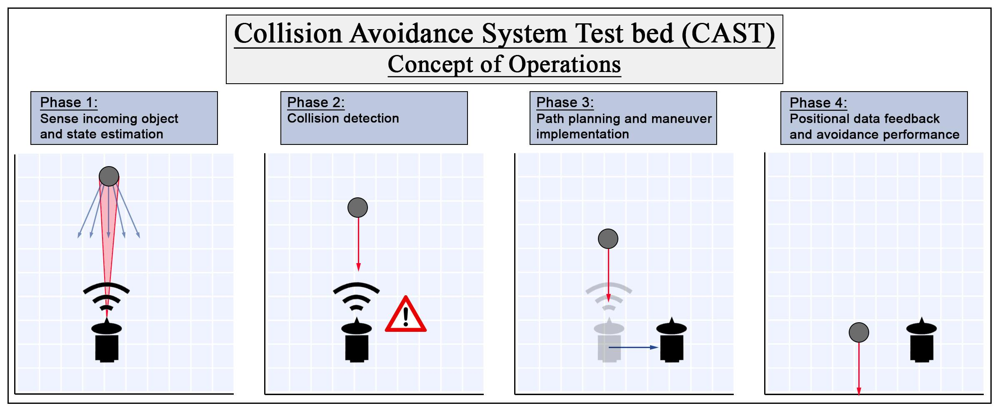 Collision Avoidance System Test bed (CAST)
Concept of Operations
Phase 1:
Sense incoming object
and state estimation
Phase 2:
Collision detection
Phase 3:
Path planning and maneuver
implementation
Phase 4:
Positional data feedback
and avoidance performance
!